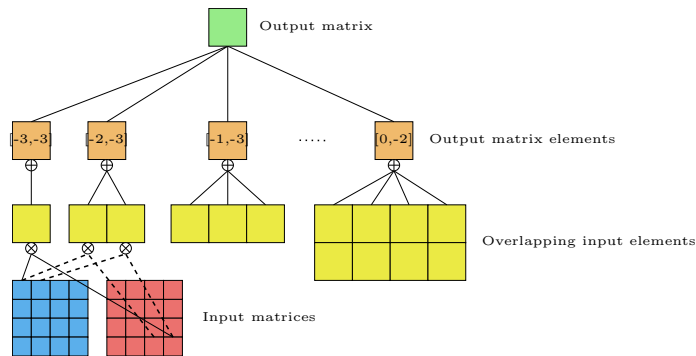 Output matrix
[-3,-3] [-2,-3] [-1,-3] ..... [0,-2] Output matrix elements
Overlapping input elements
Input matrices